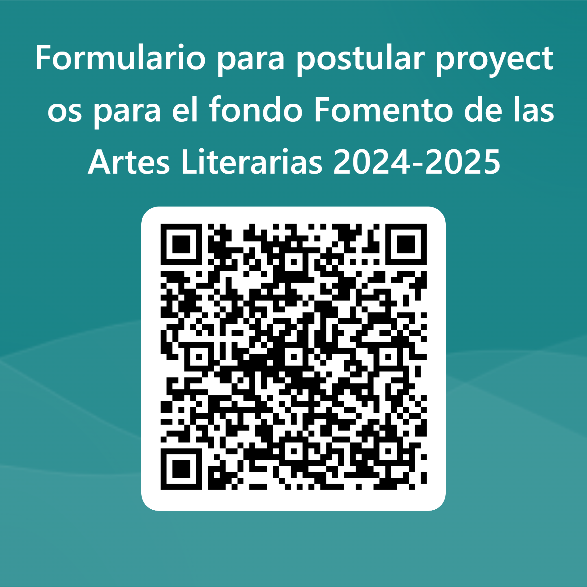 Formulario para postular proyect
os para el fondo Fomento de las
Artes Literarias 2024-2025